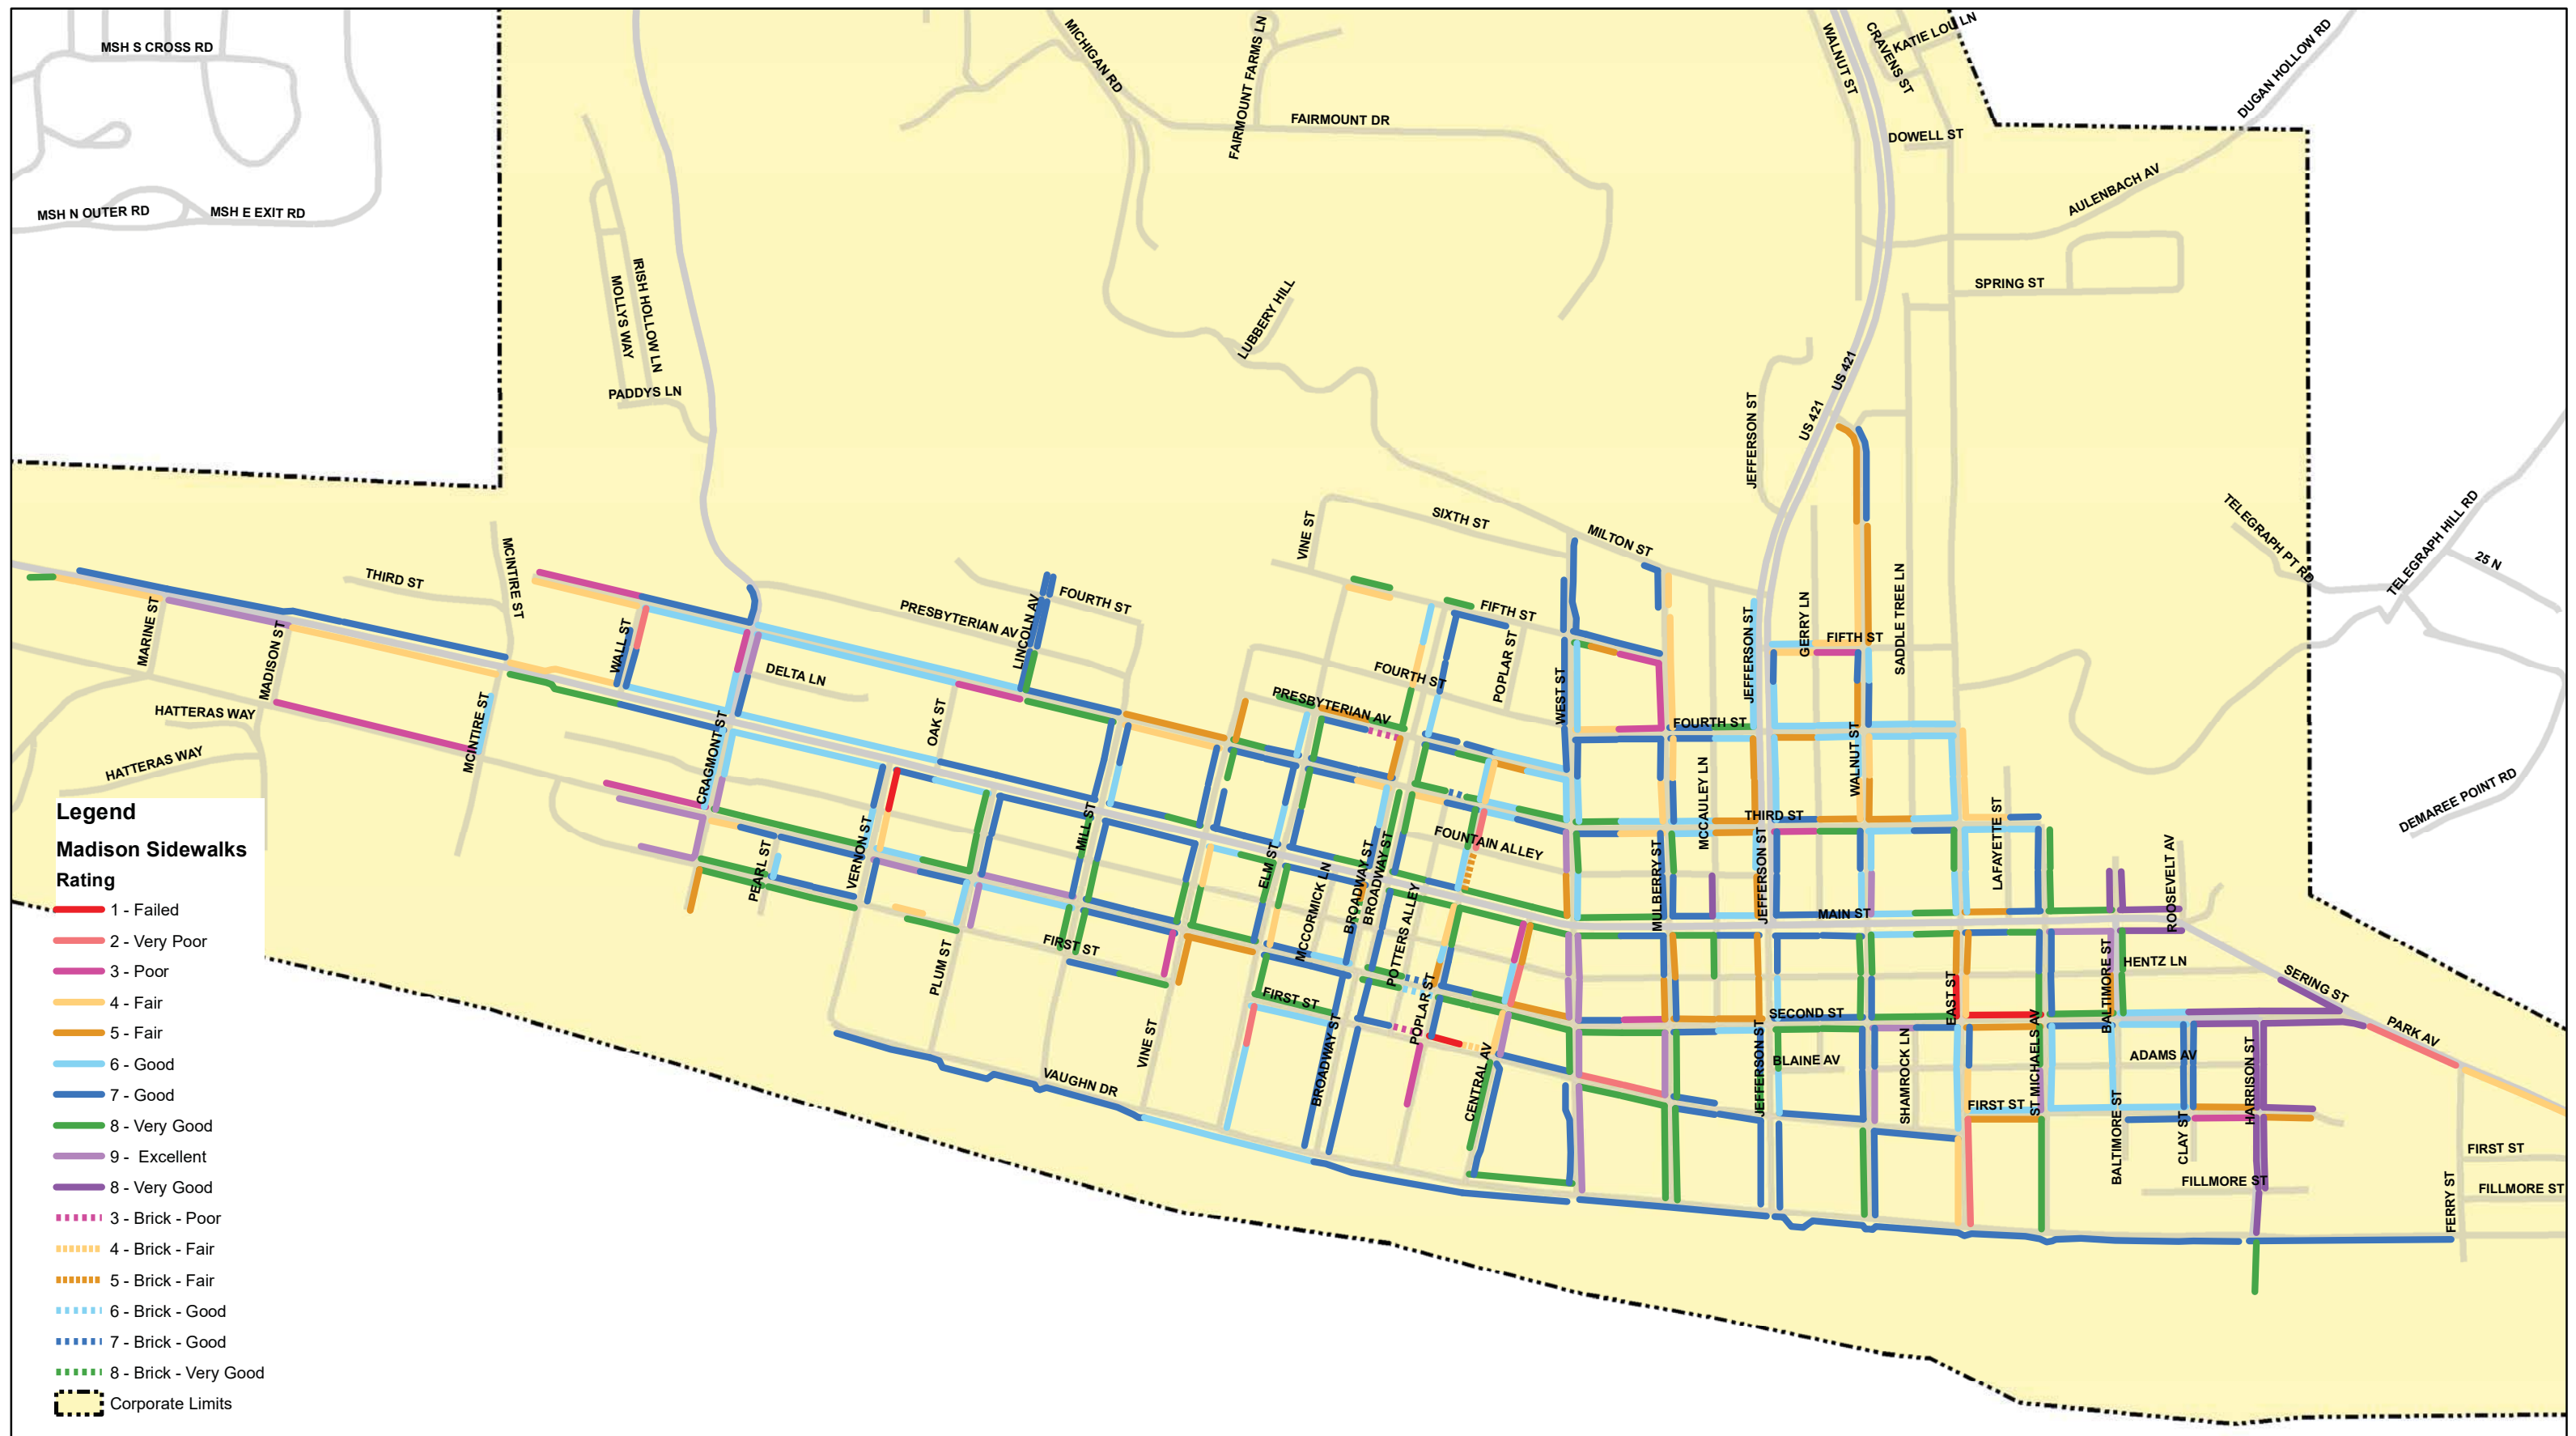 MSH S CROSS RD
MSH N OUTER RD
MSH E EXIT RD
MICHIGAN RD
FAIRMOUNT FARMS LN
FAIRMOUNT DR
WALNUT ST
CRAVENS ST
KATIE LOU LN
DOWELL ST
DUGAN HOLLOW RD
AULENBACH AV
SPRING ST
IRISH HOLLOW LN
MOLLYS WAY
PADDYS LN
LUBBERY HILL
US 421
US 421
JEFFERSON ST
TELEGRAPH PT RD
TELEGRAPH HILL RD
25 N
DEMAREE POINT RD
THIRD ST
MCINTIRE ST
MARINE ST
MADISON ST
HATTERAS WAY
HATTERAS WAY
MCINTIRE ST
WALL ST
CRAGMONT ST
DELTA LN
PRESBYTERIAN AV
LINCOLN AV
FOURTH ST
OAK ST
VINE ST
SIXTH ST
MILTON ST
FIFTH ST
POPLAR ST
FOURTH ST
PRESBYTERIAN AV
WEST ST
FOURTH ST
JEFFERSON ST
GERRY LN
FIFTH ST
SADDLE TREE LN
WALNUT ST
MCCAULEY LN
THIRD ST
LAFAYETTE ST
ROOSEVELT AV
PEARL ST
VERNON ST
MILL ST
ELM ST
MCCORMICK LN
BROADWAY ST
BROADWAY ST
FOUNTAIN ALLEY
POTTERS ALLEY
MULBERRY ST
JEFFERSON ST
MAIN ST
PLUM ST
FIRST ST
VINE ST
VAUGHN DR
FIRST ST
BROADWAY ST
POPLAR ST
CENTRAL AV
SECOND ST
JEFFERSON ST
BLAINE AV
SHAMROCK LN
EAST ST
FIRST ST
ST MICHAELS AV
BALTIMORE ST
HENTZ LN
ADAMS AV
BALTIMORE ST
CLAY ST
HARRISON ST
FILLMORE ST
SERING ST
PARK AV
FERRY ST
FIRST ST
FILLMORE ST
Legend
Madison Sidewalks
Rating
1 - Failed
2 - Very Poor
3 - Poor
4 - Fair
5 - Fair
6 - Good
7 - Good
8 - Very Good
9 - Excellent
8 - Very Good
3 - Brick - Poor
4 - Brick - Fair
5 - Brick - Fair
6 - Brick - Good
7 - Brick - Good
8 - Brick - Very Good
Corporate Limits